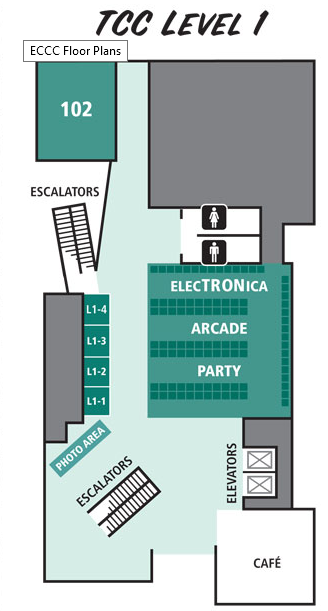 TCC LEVEL 1
ECCC Floor Plans
102
ESCALATORS
ELECTRONICA
L1-4
ARCADE
L1-3
PARTY
L1-2
L1-1
PHOTO AREA
ESCALATORS
ELEVATORS
CAFÉ